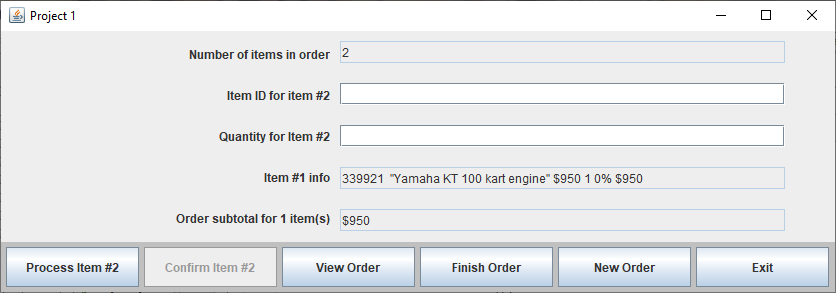 Project 1
Number of items in order 2
Item ID for item #2
Quantity for Item #2
Item #1 info 339921 "Yamaha KT 100 kart engine" $950 1 0% $950
Order subtotal for 1 item(s) $950
Process Item #2 Confirm Item #2 View Order Finish Order New Order Exit